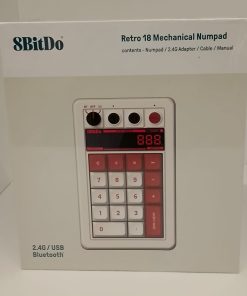 8BitDo
Retro 18 Mechanical Numpad
contents - Numpad / 2.4G Adapter / Cable / Manual
8BitDo
888
7 8 9
4 5 6
1 2 3
0
2.4G / USB
Bluetooth®